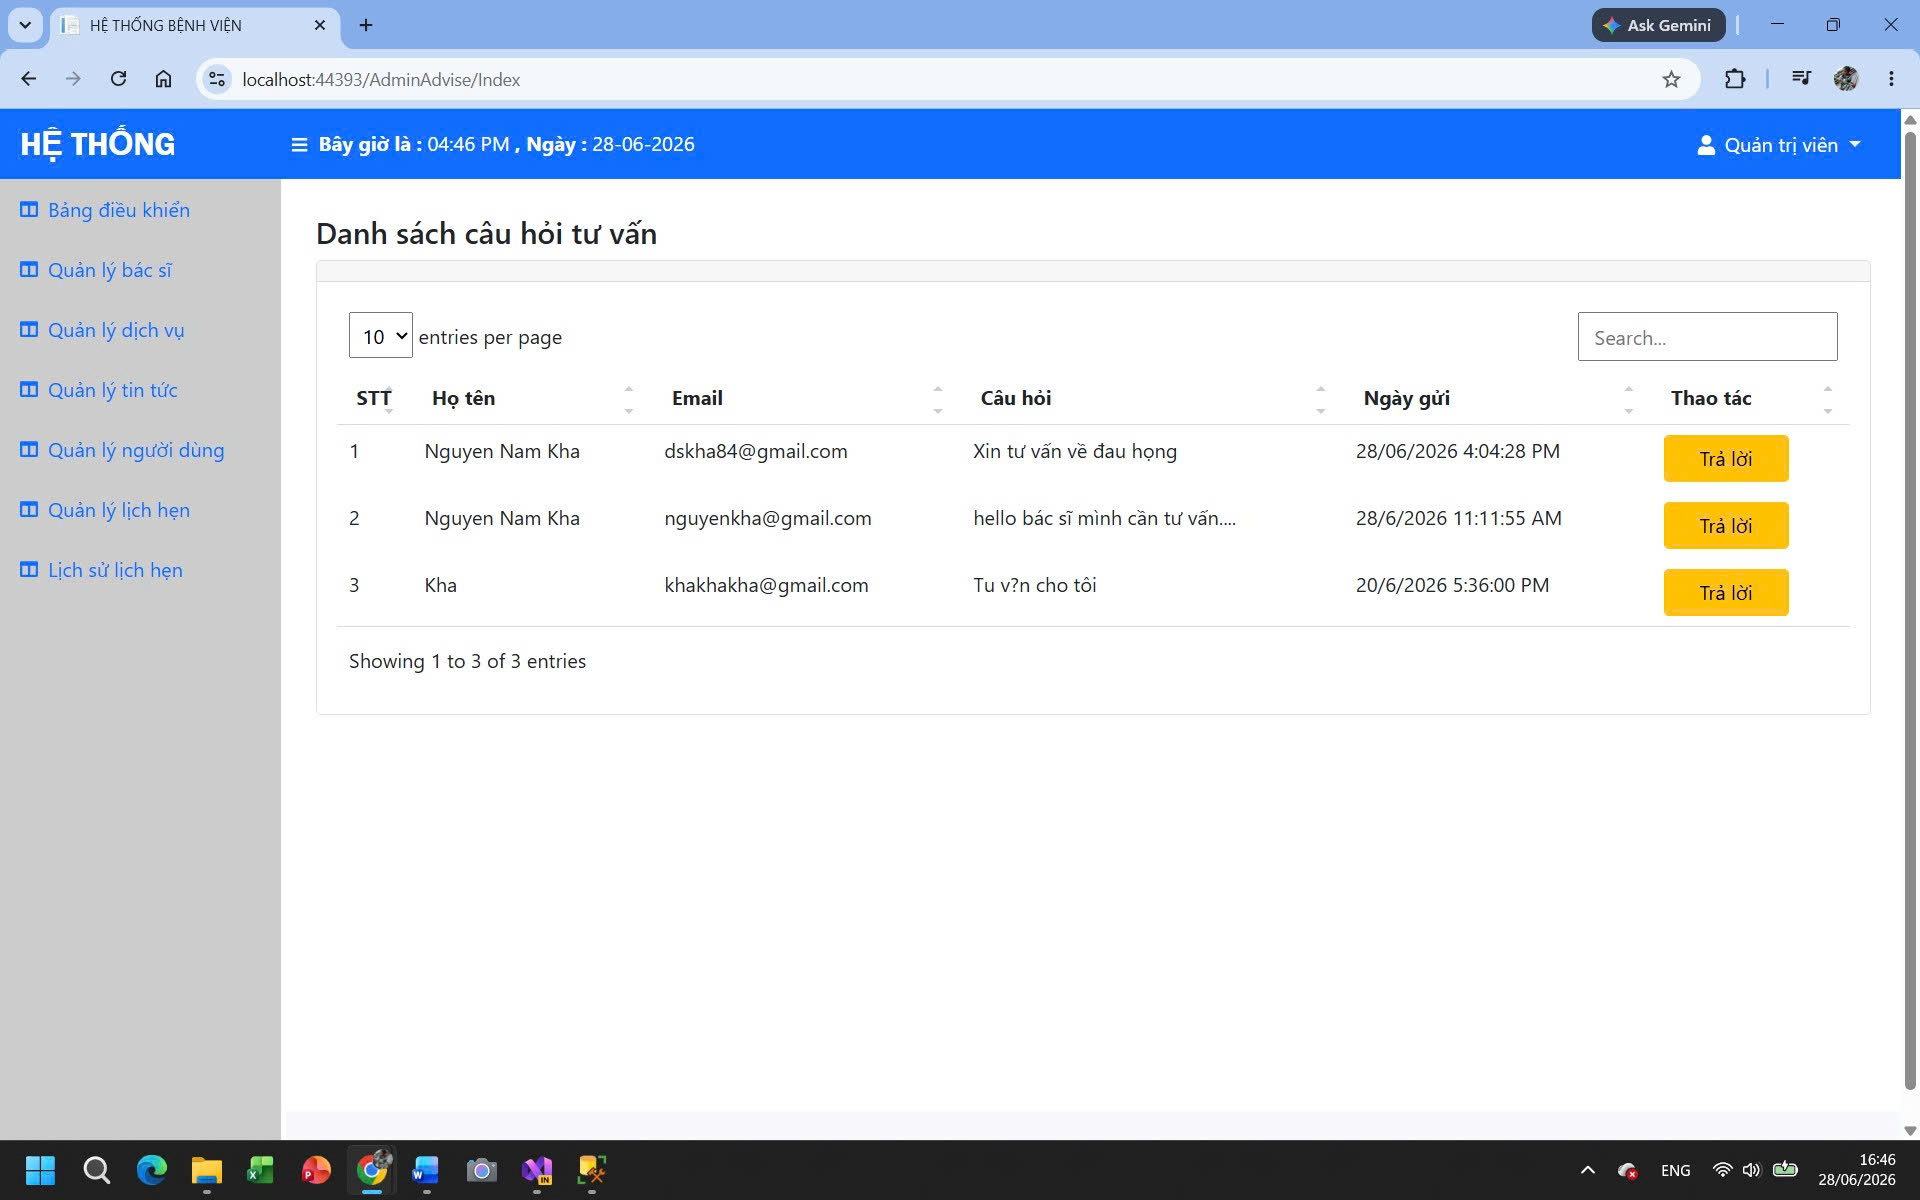 HỆ THỐNG BỆNH VIỆN
Ask Gemini
localhost:44393/AdminAdvise/Index
HỆ THỐNG
Bây giờ là : 04:46 PM , Ngày : 28-06-2026
Quản trị viên
Bảng điều khiển
Quản lý bác sĩ
Quản lý dịch vụ
Quản lý tin tức
Quản lý người dùng
Quản lý lịch hẹn
Lịch sử lịch hẹn
Danh sách câu hỏi tư vấn
10 entries per page
Search...
STT Họ tên Email Câu hỏi Ngày gửi Thao tác
1 Nguyen Nam Kha dskha84@gmail.com Xin tư vấn về đau họng 28/06/2026 4:04:28 PM Trả lời
2 Nguyen Nam Kha nguyenkha@gmail.com hello bác sĩ mình cần tư vấn.... 28/6/2026 11:11:55 AM Trả lời
3 Kha khakhakha@gmail.com Tu v?n cho tôi 20/6/2026 5:36:00 PM Trả lời
Showing 1 to 3 of 3 entries
ENG
16:46
28/06/2026